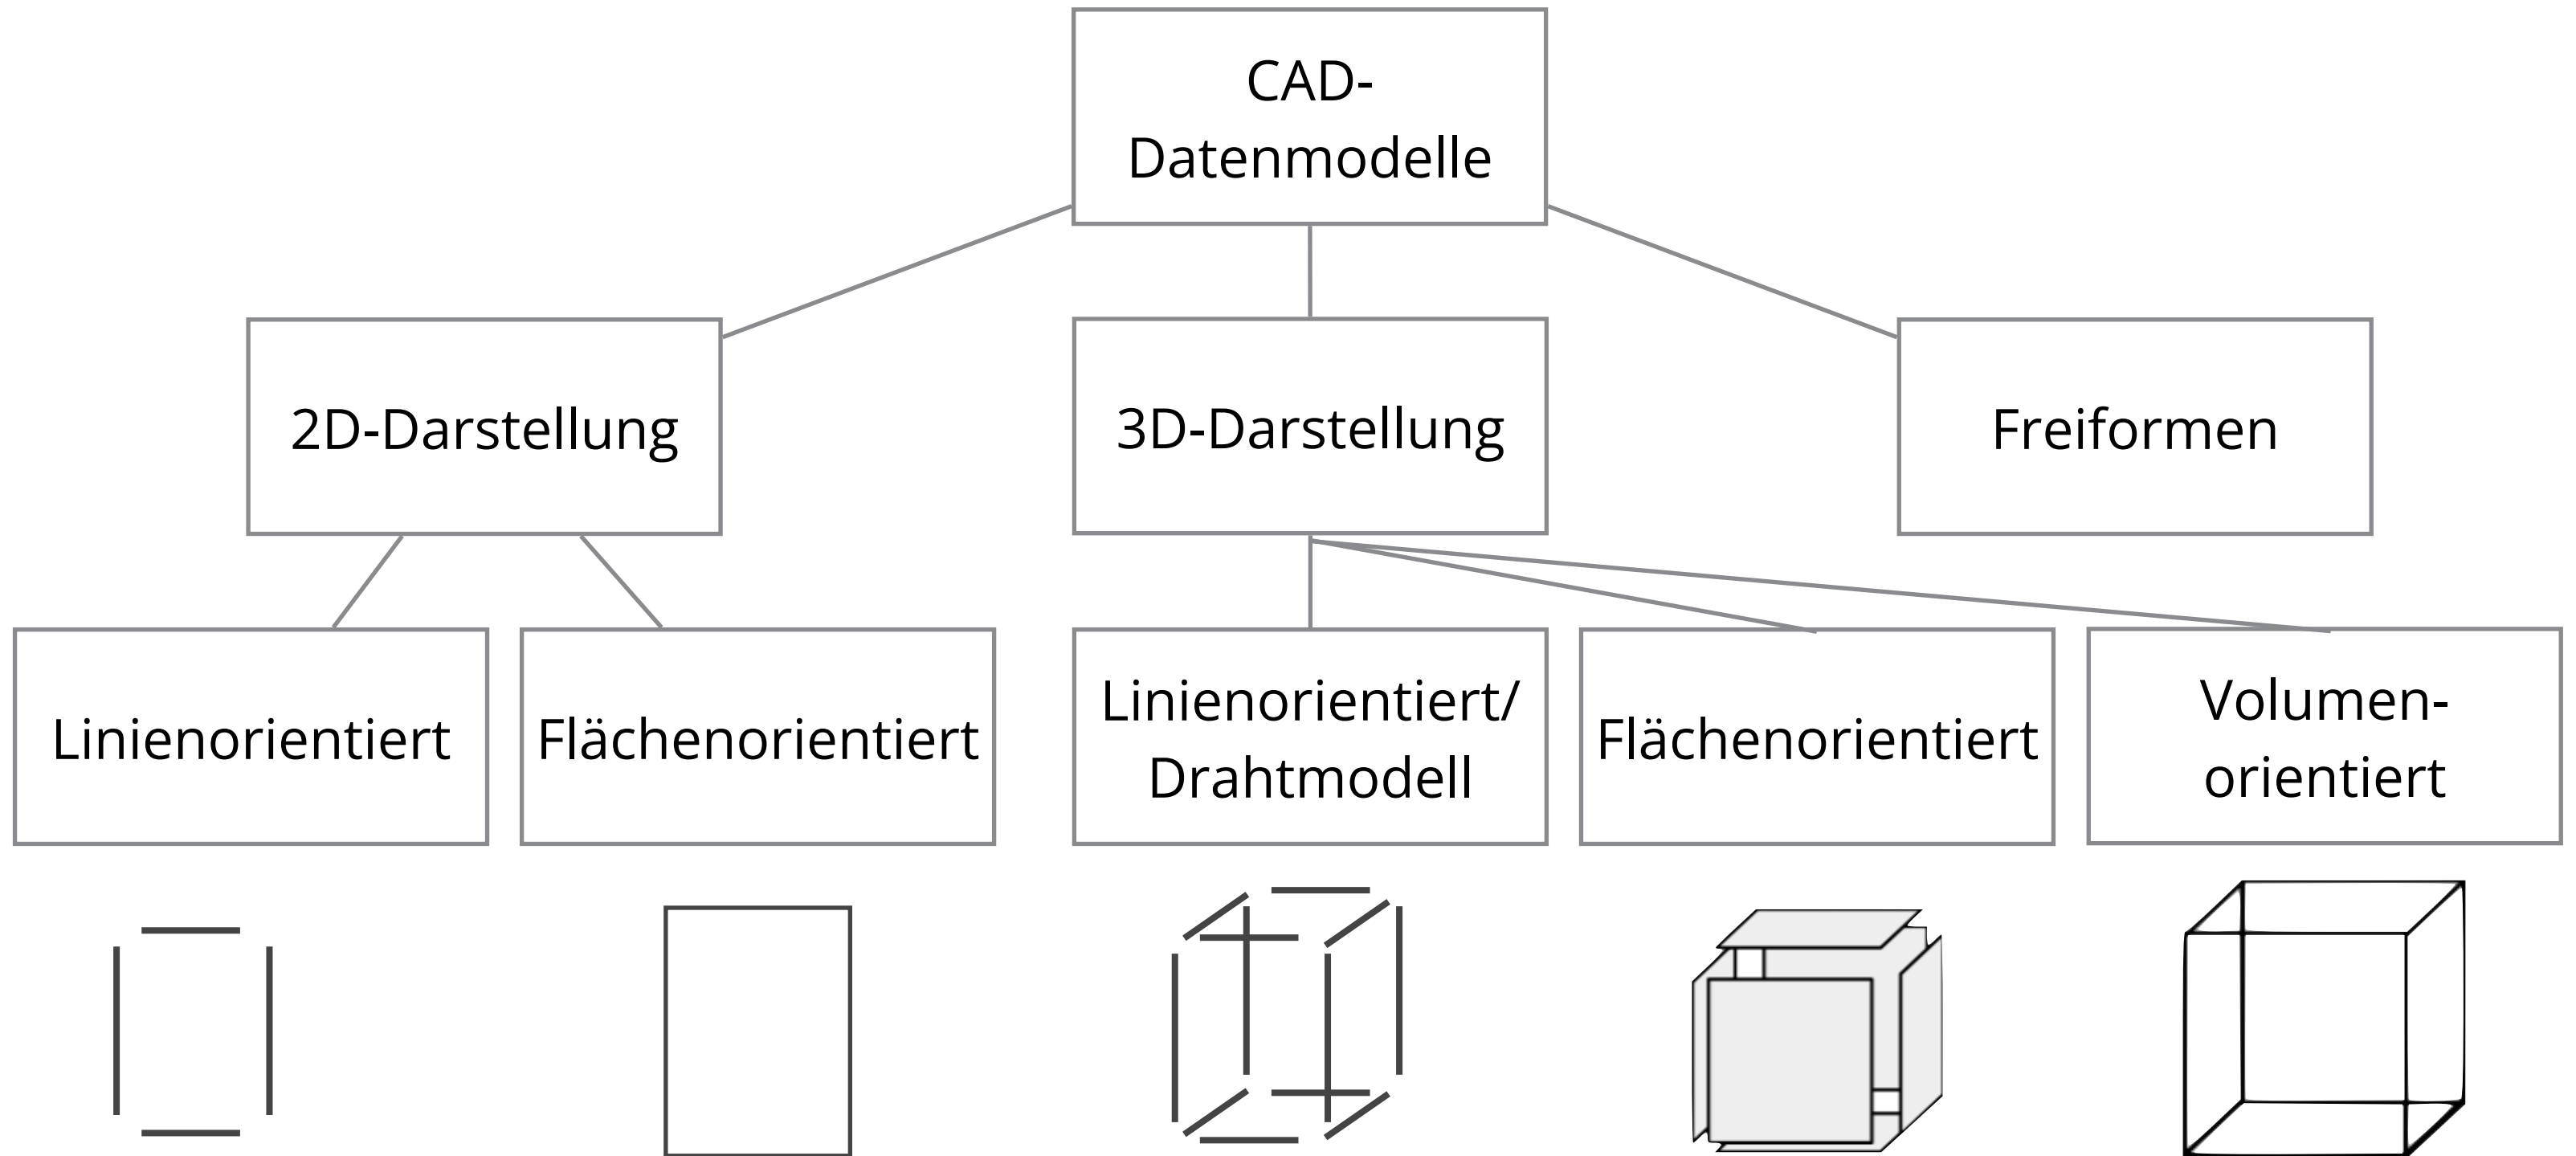 CAD-
Datenmodelle
2D-Darstellung
3D-Darstellung
Freiformen
Linienorientiert
Flächenorientiert
Linienorientiert/
Drahtmodell
Flächenorientiert
Volumen-
orientiert